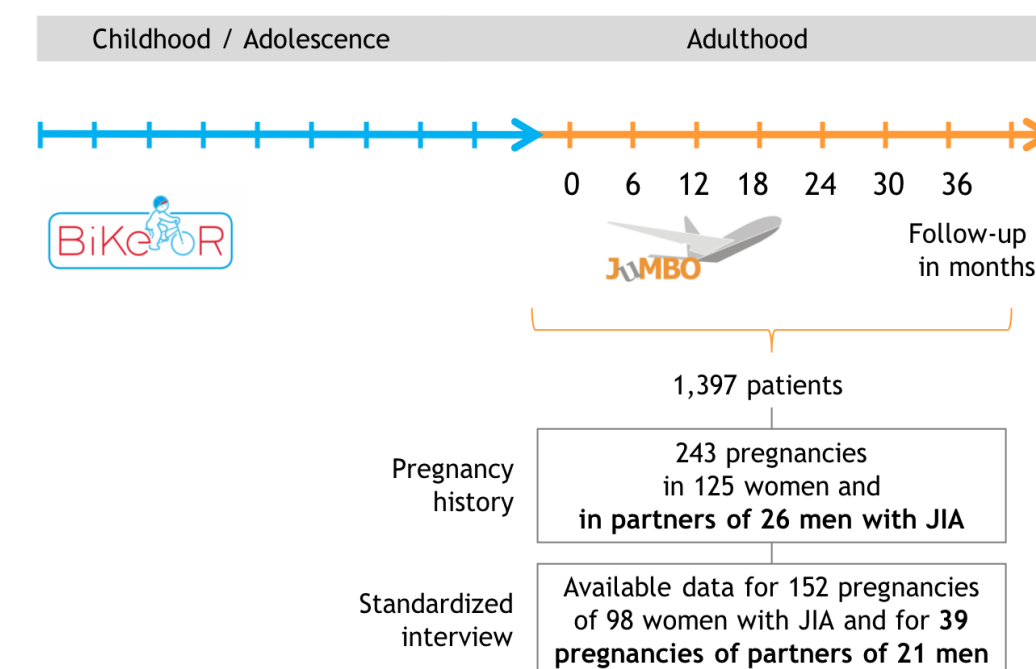 Childhood / Adolescence
Adulthood
0 6 12 18 24 30 36
BiKeR
JuMBO
Follow-up
in months
1,397 patients
Pregnancy
history
243 pregnancies
in 125 women and
in partners of 26 men with JIA
Standardized
interview
Available data for 152 pregnancies
of 98 women with JIA and for 39
pregnancies of partners of 21 men